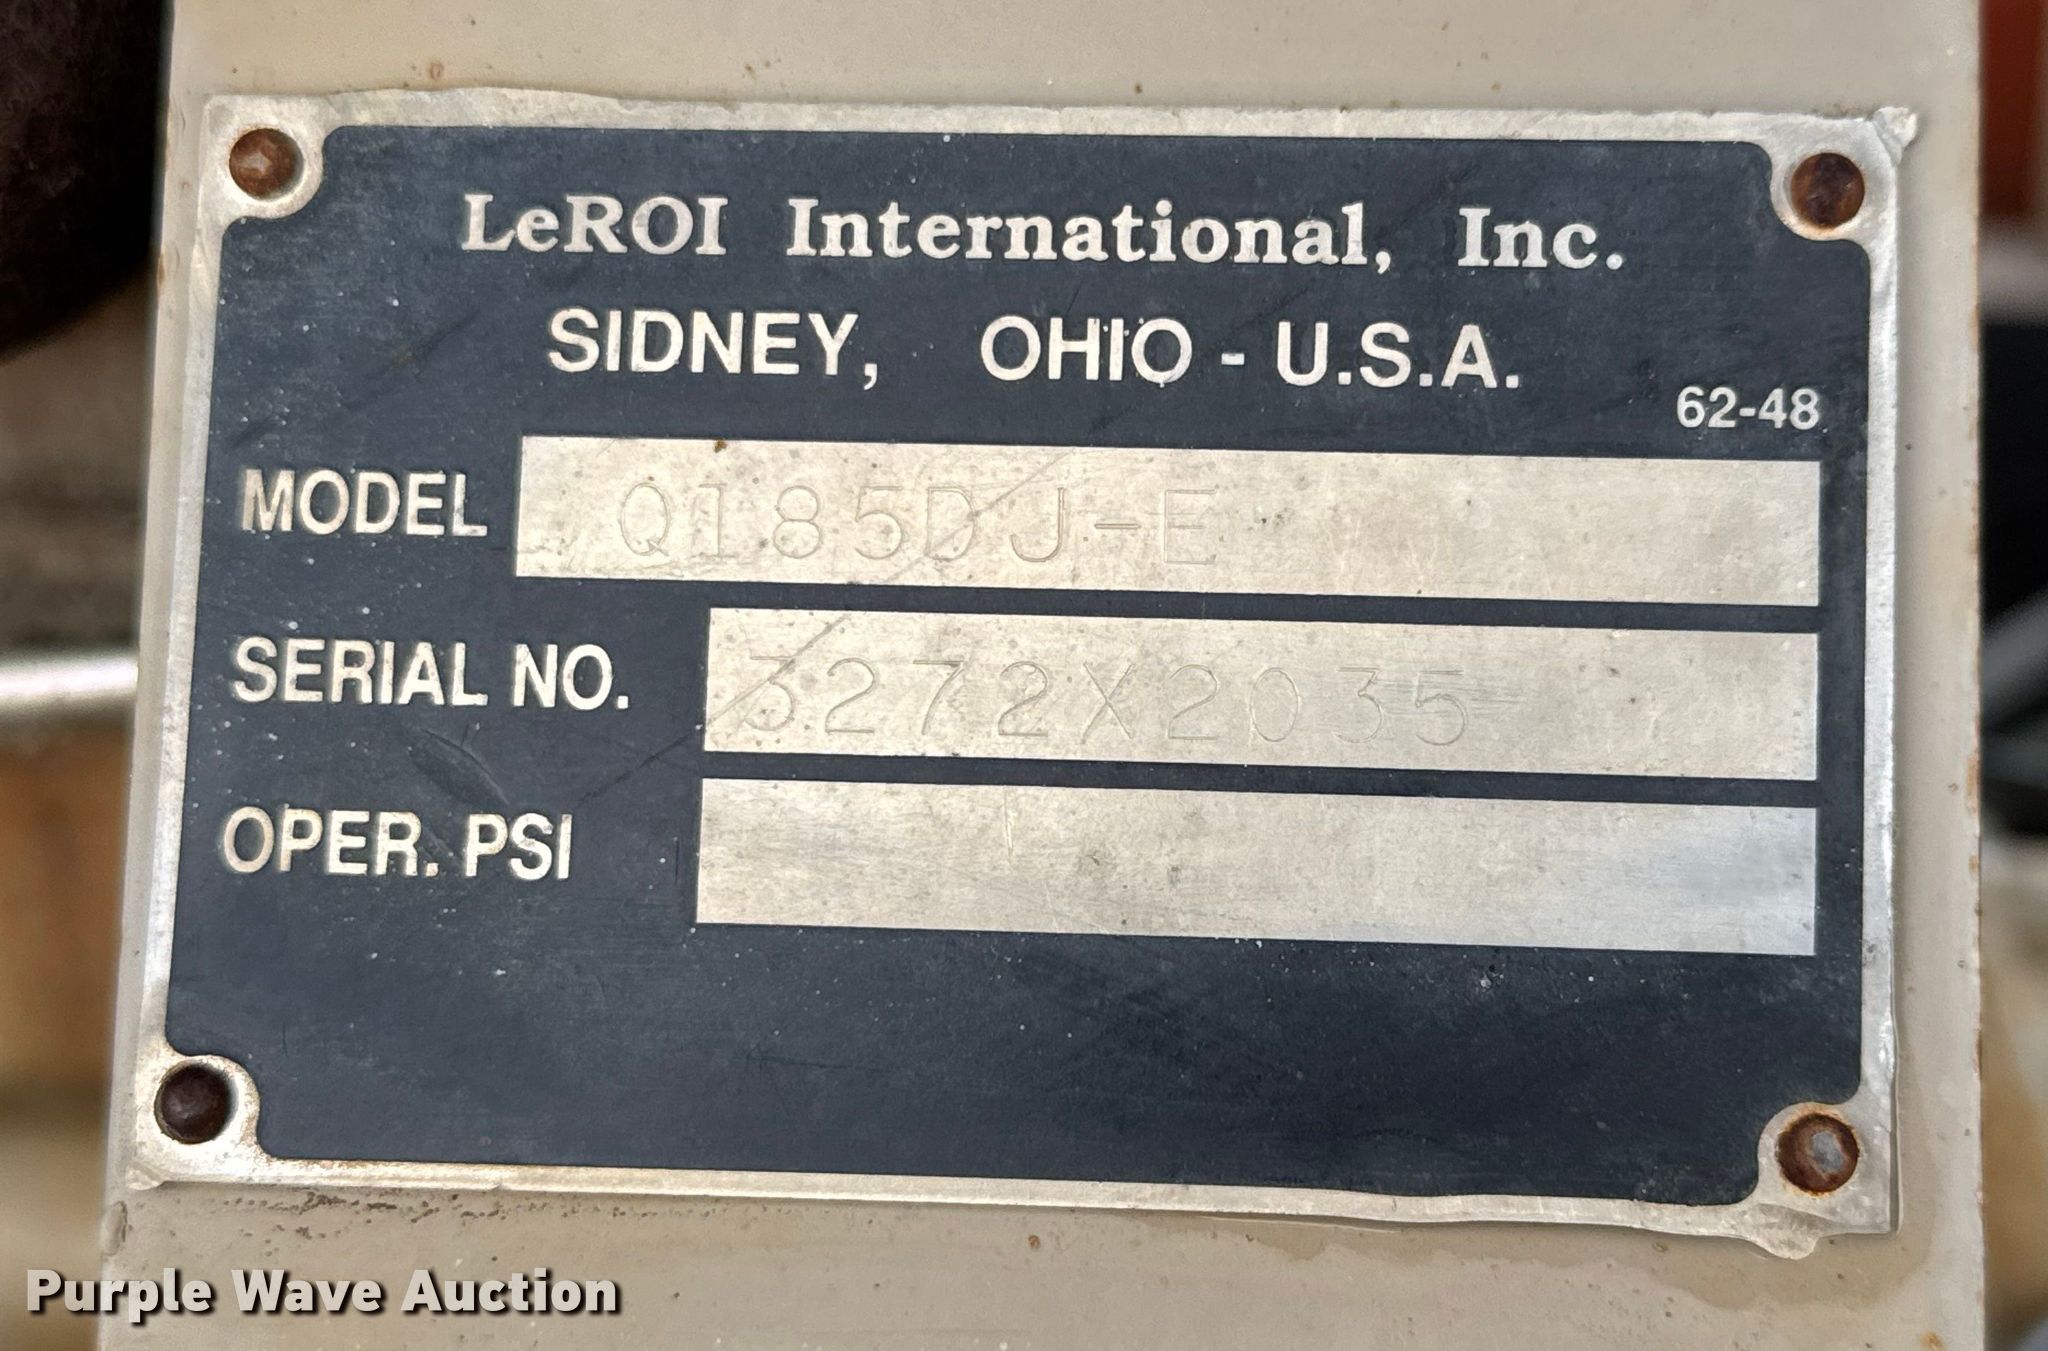 LeROI International, Inc.
SIDNEY, OHIO - U.S.A.
62-48
MODEL Q185DJ-E
SERIAL NO. 3272X2035
OPER. PSI
Purple Wave Auction